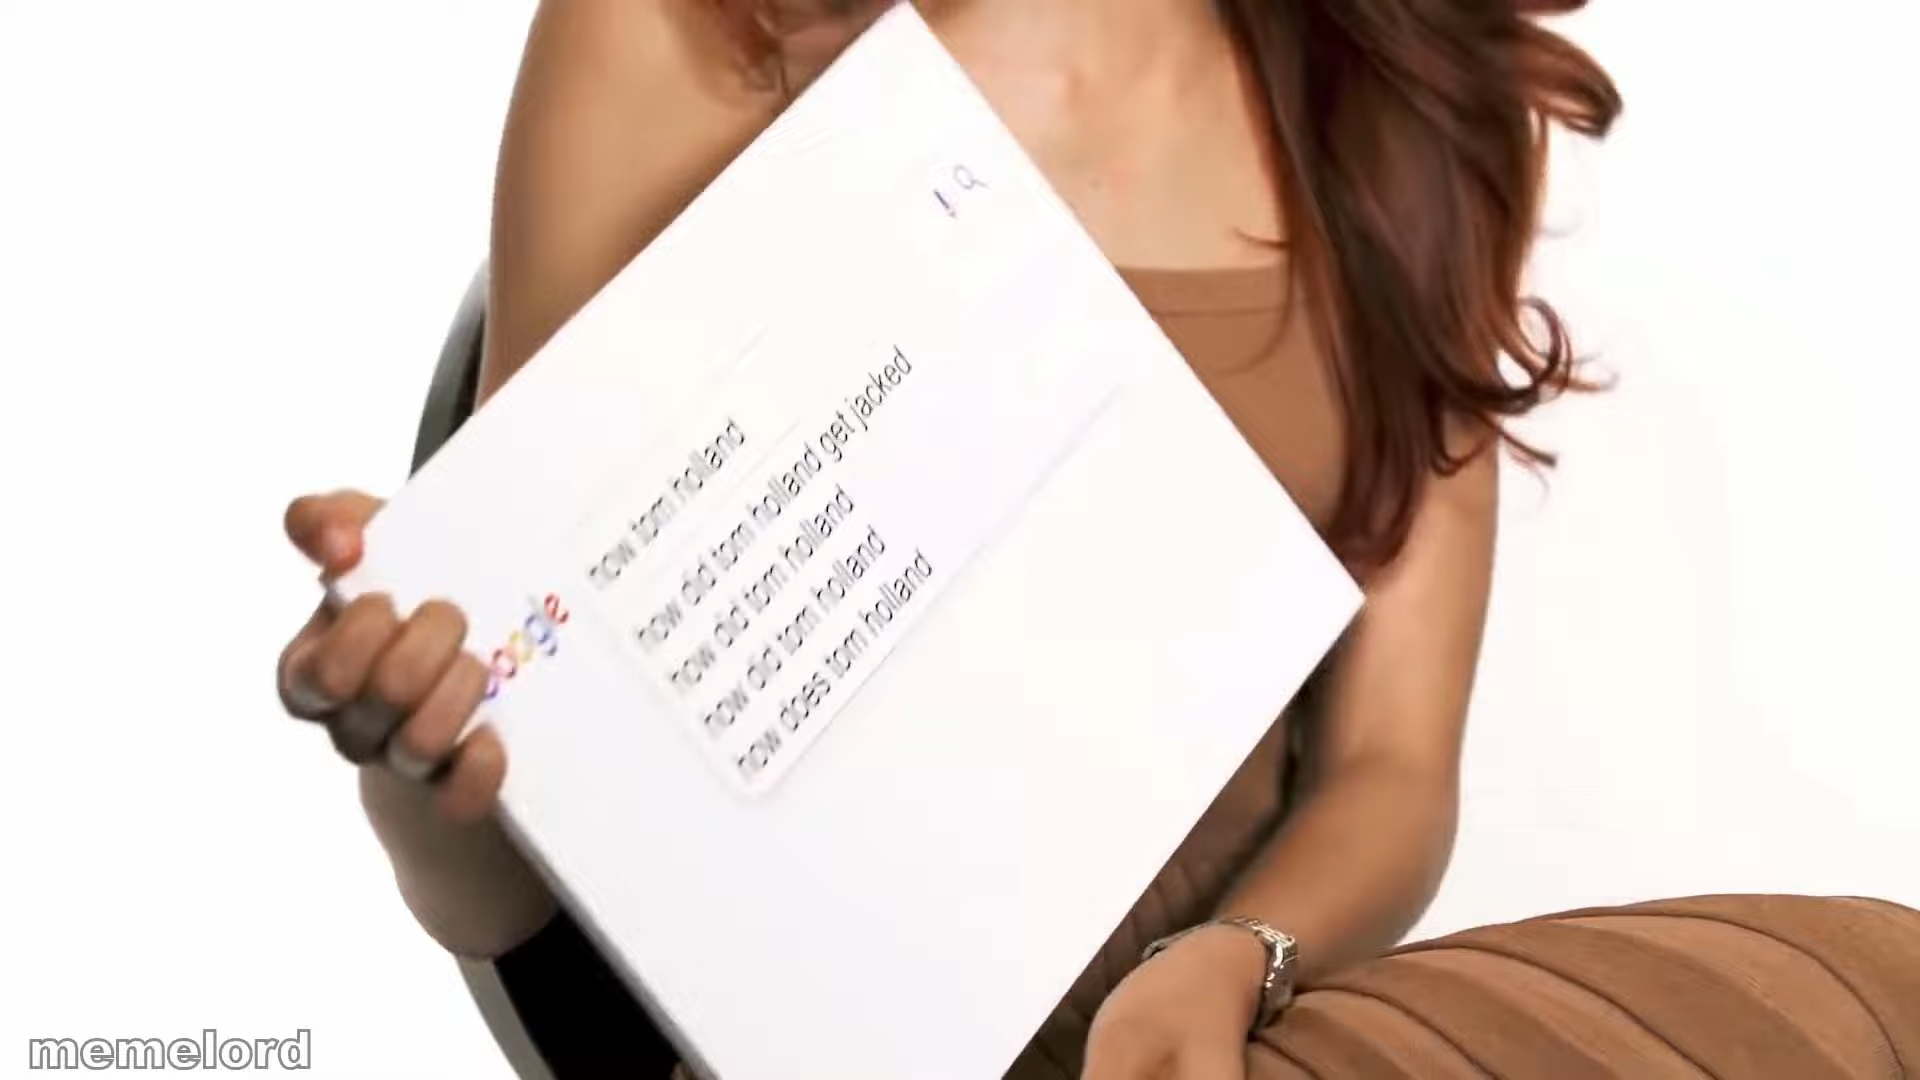 Google
how tom holland
how did tom holland get jacked
how did tom holland
how did tom holland
how does tom holland
memelord